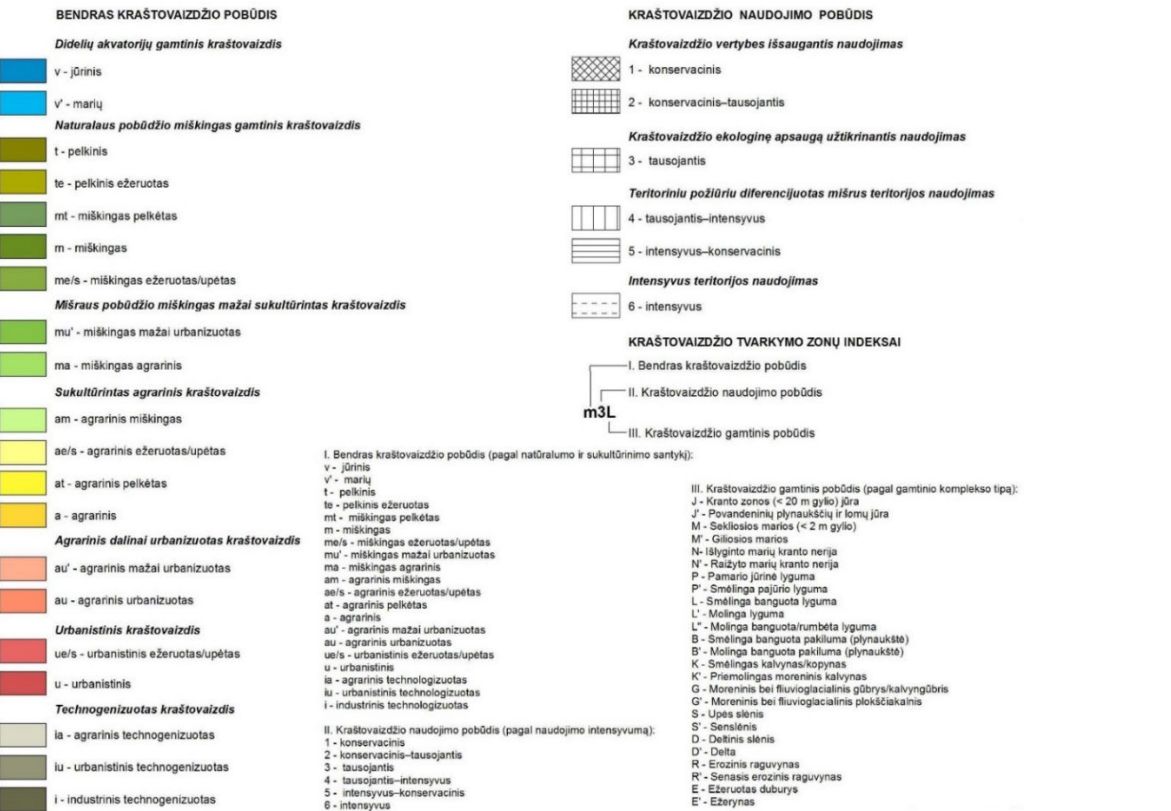 BENDRAS KRAŠTOVAIZDŽIO POBŪDIS
Didelių akvatorijų gamtinis kraštovaizdis
v - jūrinis
v' - marių
Naturalaus pobūdžio miškingas gamtinis kraštovaizdis
t - pelkinis
te - pelkinis ežeruotas
mt - miškingas pelkėtas
m - miškingas
me/s - miškingas ežeruotas/upėtas
Mišraus pobūdžio miškingas mažai sukultūrintas kraštovaizdis
mu' - miškingas mažai urbanizuotas
ma - miškingas agrarinis
Sukultūrintas agrarinis kraštovaizdis
am - agrarinis miškingas
ae/s - agrarinis ežeruotas/upėtas
at - agrarinis pelkėtas
a - agrarinis
Agrarinis dalinai urbanizuotas kraštovaizdis
au' - agrarinis mažai urbanizuotas
au - agrarinis urbanizuotas
Urbanistinis kraštovaizdis
ue/s - urbanistinis ežeruotas/upėtas
u - urbanistinis
Technogenizuotas kraštovaizdis
ia - agrarinis technogenizuotas
iu - urbanistinis technogenizuotas
i - industrinis technogenizuotas
KRAŠTOVAIZDŽIO NAUDOJIMO POBŪDIS
Kraštovaizdžio vertybes išsaugantis naudojimas
1 - konservacinis
2 - konservacinis–tausojantis
Kraštovaizdžio ekologinę apsaugą užtikrinantis naudojimas
3 - tausojantis
Teritoriniu požiūriu diferencijuotas mišrus teritorijos naudojimas
4 - tausojantis–intensyvus
5 - intensyvus–konservacinis
Intensyvus teritorijos naudojimas
6 - intensyvus
KRAŠTOVAIZDŽIO TVARKYMO ZONŲ INDEKSAI
I. Bendras kraštovaizdžio pobūdis
II. Kraštovaizdžio naudojimo pobūdis
m3L
III. Kraštovaizdžio gamtinis pobūdis
I. Bendras kraštovaizdžio pobūdis (pagal natūralumo ir sukultūrinimo santykį):
v - jūrinis
v' - marių
t - pelkinis
te - pelkinis ežeruotas
mt - miškingas pelkėtas
m - miškingas
me/s - miškingas ežeruotas/upėtas
mu' - miškingas mažai urbanizuotas
ma - miškingas agrarinis
am - agrarinis miškingas
ae/s - agrarinis ežeruotas/upėtas
at - agrarinis pelkėtas
a - agrarinis
au' - agrarinis mažai urbanizuotas
au - agrarinis urbanizuotas
ue/s - urbanistinis ežeruotas/upėtas
u - urbanistinis
ia - agrarinis technologizuotas
iu - urbanistinis technologizuotas
i - industrinis technologizuotas
II. Kraštovaizdžio naudojimo pobūdis (pagal naudojimo intensyvumą):
1 - konservacinis
2 - konservacinis–tausojantis
3 - tausojantis
4 - tausojantis–intensyvus
5 - intensyvus–konservacinis
6 - intensyvus
III. Kraštovaizdžio gamtinis pobūdis (pagal gamtinio komplekso tipą):
J - Kranto zonos (< 20 m gylio) jūra
J' - Povandeninių plynaukščių ir lomų jūra
M - Sekliosios marios (< 2 m gylio)
M' - Giliosios marios
N- Išlyginto marių kranto nerija
N' - Raižyto marių kranto nerija
P - Pamario jūrinė lyguma
P' - Smėlinga pajūrio lyguma
L - Smėlinga banguota lyguma
L' - Molinga lyguma
L" - Molinga banguota/rumbėta lyguma
B - Smėlinga banguota pakiluma (plynaukštė)
B' - Molinga banguota pakiluma (plynaukštė)
K - Smėlingas kalvynas/kopynas
K' - Priemolingas moreninis kalvynas
G - Moreninis bei fliuvioglacialinis gūbrys/kalvyngūbris
G' - Moreninis bei fliuvioglacialinis plokščiakalnis
S - Upės slėnis
S' - Senslėnis
D - Deltinis slėnis
D' - Delta
R - Erozinis raguvynas
R' - Senasis erozinis raguvynas
E - Ežeruotas duburys
E' - Ežerynas